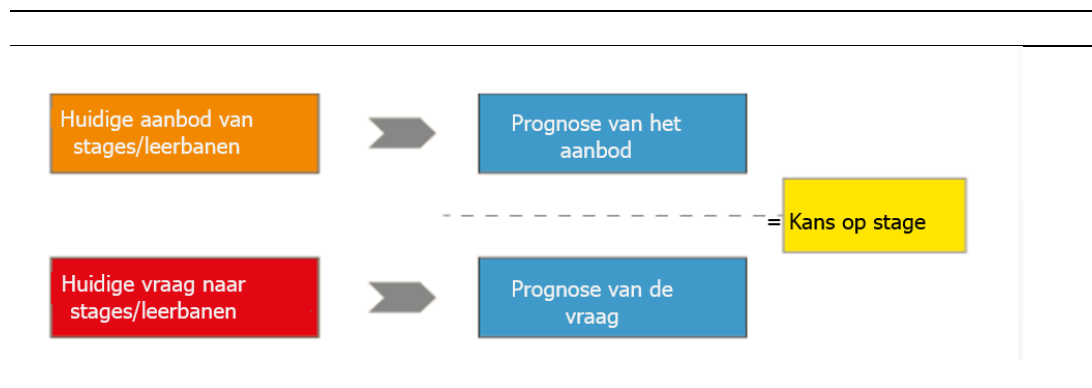 Huidige aanbod van
stages/leerbanen
Prognose van het
aanbod
= Kans op stage
Huidige vraag naar
stages/leerbanen
Prognose van de
vraag